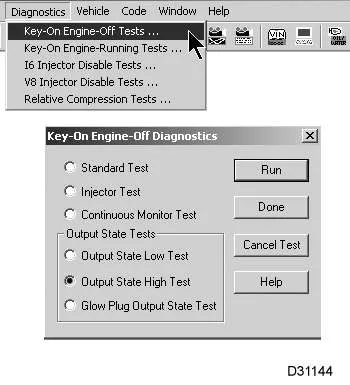 Diagnostics Vehicle Code Window Help
Key-On Engine-Off Tests ...
Key-On Engine-Running Tests ...
I6 Injector Disable Tests ...
V8 Injector Disable Tests ...
Relative Compression Tests ...
VIN
Key-On Engine-Off Diagnostics
Standard Test
Run
Injector Test
Continuous Monitor Test
Done
Output State Tests
Output State Low Test
Cancel Test
Output State High Test
Help
Glow Plug Output State Test
D31144